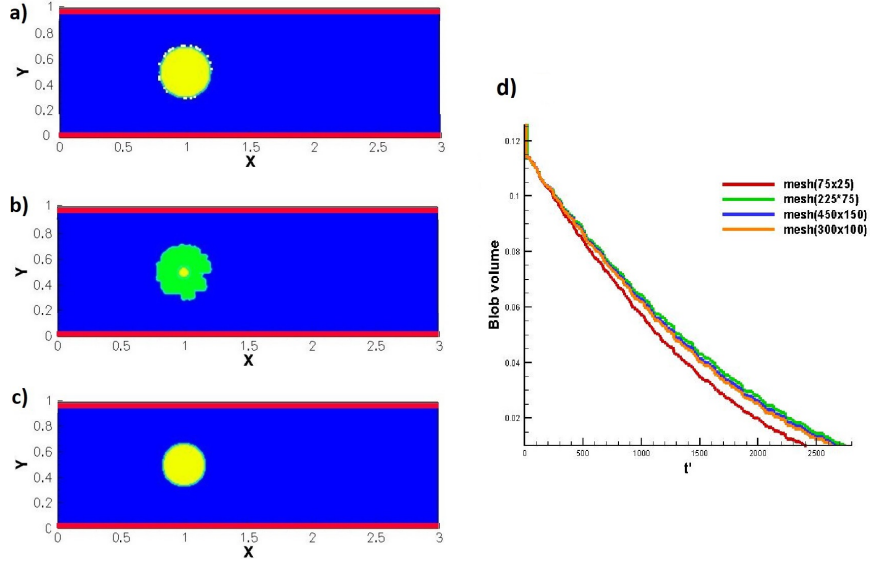 a)
1
0.8
0.6
Y
0.4
0.2
0
0 0.5 1 1.5 2 2.5 3
X
b)
1
0.8
0.6
Y
0.4
0.2
0
0 0.5 1 1.5 2 2.5 3
X
c)
1
0.8
0.6
Y
0.4
0.2
0
0 0.5 1 1.5 2 2.5 3
X
d)
0.12
0.1
0.08
0.06
0.04
0.02
Blob volume
0 500 1000 1500 2000 2500
t'
mesh(75x25)
mesh(225*75)
mesh(450x150)
mesh(300x100)